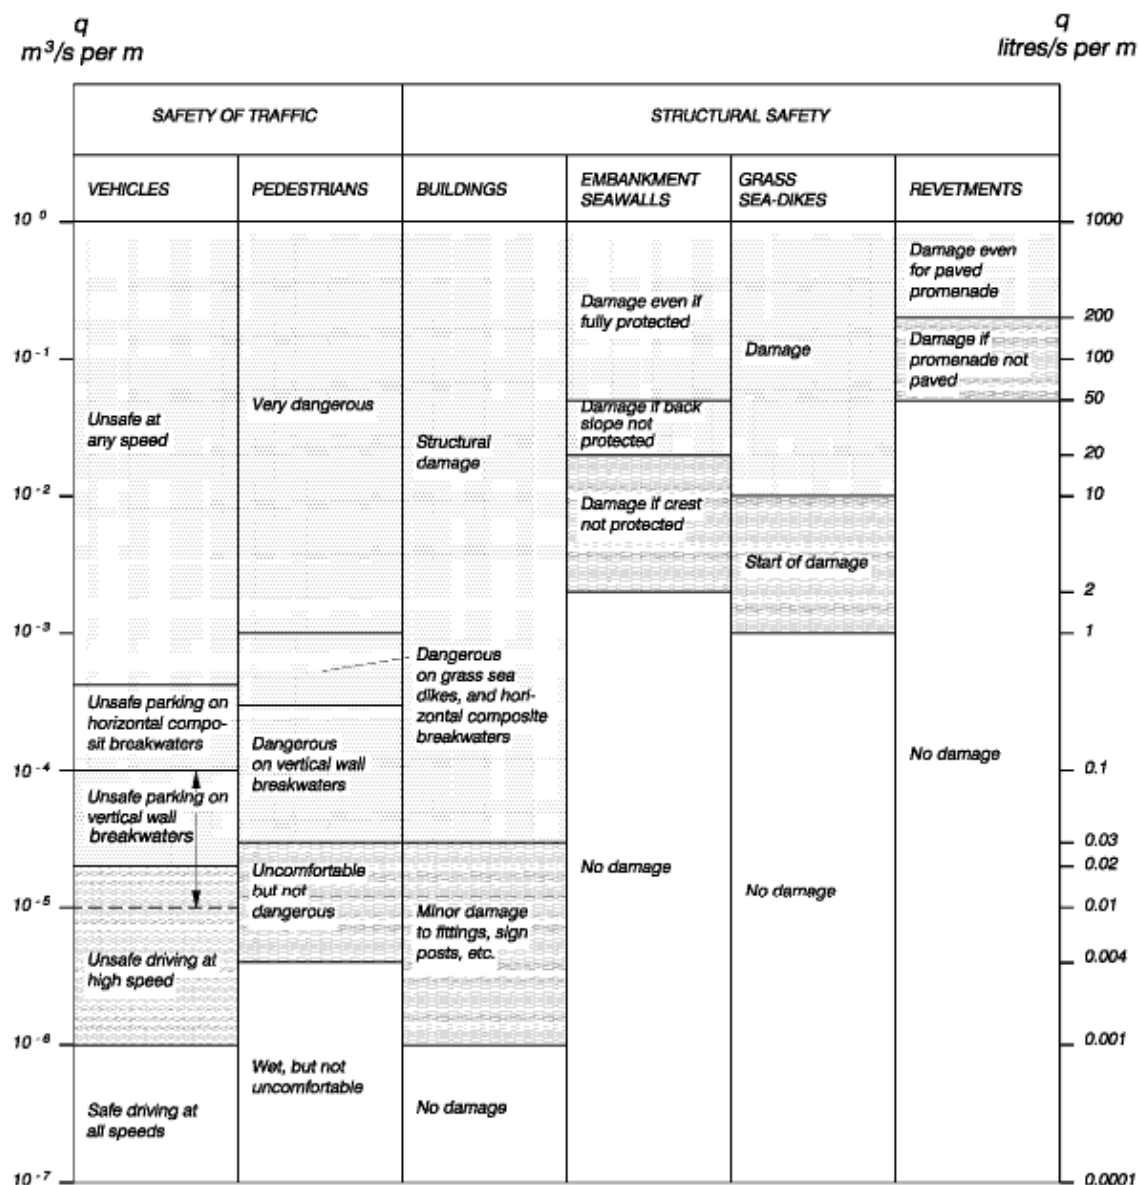 q
m³/s per m
q
litres/s per m
SAFETY OF TRAFFIC
STRUCTURAL SAFETY
VEHICLES
PEDESTRIANS
BUILDINGS
EMBANKMENT
SEAWALLS
GRASS
SEA-DIKES
REVETMENTS
10⁰
10⁻¹
10⁻²
10⁻³
10⁻⁴
10⁻⁵
10⁻⁶
10⁻⁷
Unsafe at
any speed
Unsafe parking on
horizontal compo-
sit breakwaters
Unsafe parking on
vertical wall
breakwaters
Unsafe driving at
high speed
Safe driving at
all speeds
Very dangerous
Dangerous
on vertical wall
breakwaters
Uncomfortable
but not
dangerous
Wet, but not
uncomfortable
Structural
damage
Dangerous
on grass sea
dikes, and hori-
zontal composite
breakwaters
Minor damage
to fittings, sign
posts, etc.
No damage
Damage even if
fully protected
Damage if back
slope not
protected
Damage if crest
not protected
No damage
Damage
Start of damage
No damage
Damage even
for paved
promenade
Damage if
promenade not
paved
No damage
1000
200
100
50
20
10
2
1
0.1
0.03
0.02
0.01
0.004
0.001
0.0001